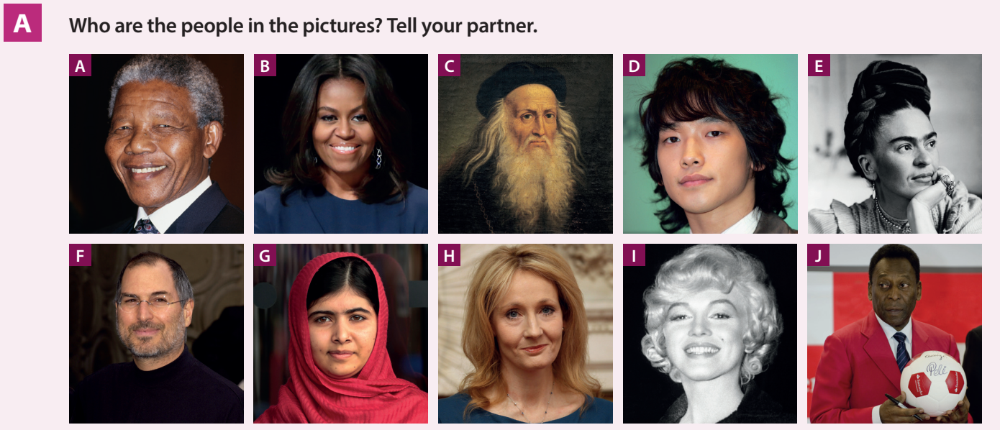 A
Who are the people in the pictures? Tell your partner.
A
B
C
D
E
F
G
H
I
J
Pelé